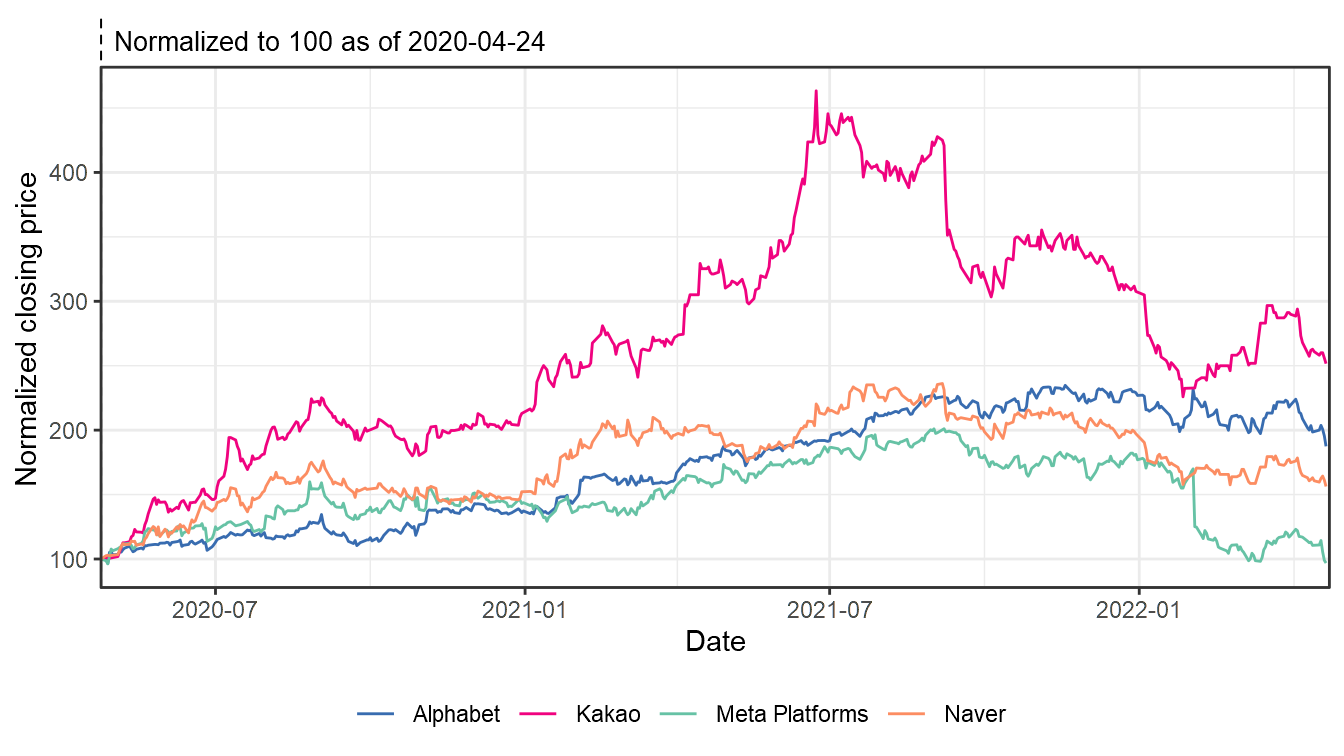 Normalized to 100 as of 2020-04-24
Normalized closing price
400
300
200
100
2020-07
2021-01
2021-07
2022-01
Date
Alphabet
Kakao
Meta Platforms
Naver